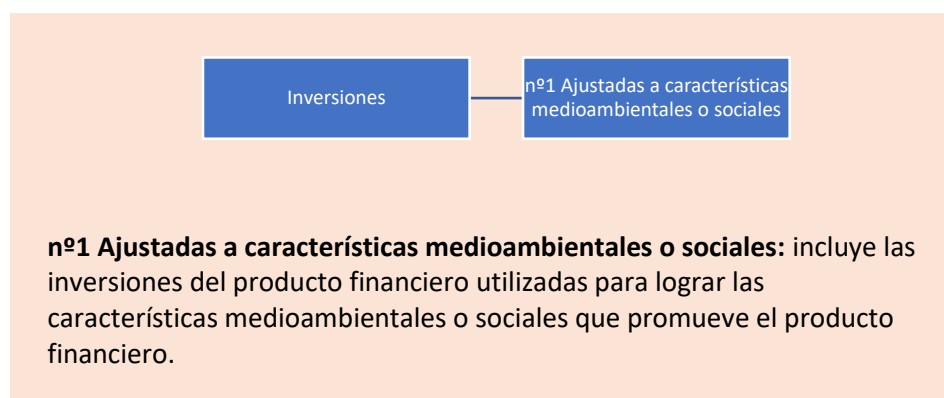 Inversiones
nº1 Ajustadas a características
medioambientales o sociales
nº1 Ajustadas a características medioambientales o sociales: incluye las
inversiones del producto financiero utilizadas para lograr las
características medioambientales o sociales que promueve el producto
financiero.